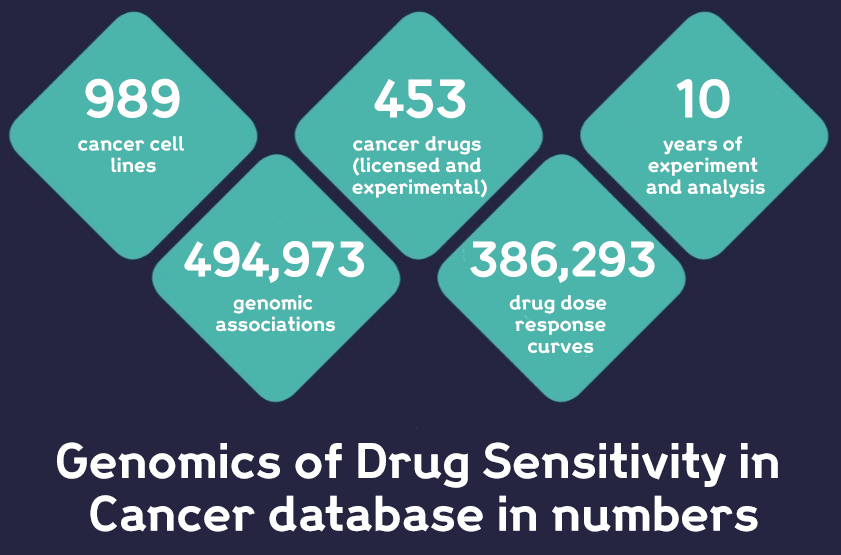 989
cancer cell
lines
453
cancer drugs
(licensed and
experimental)
10
years of
experiment
and analysis
494,973
genomic
associations
386,293
drug dose
response
curves
Genomics of Drug Sensitivity in
Cancer database in numbers